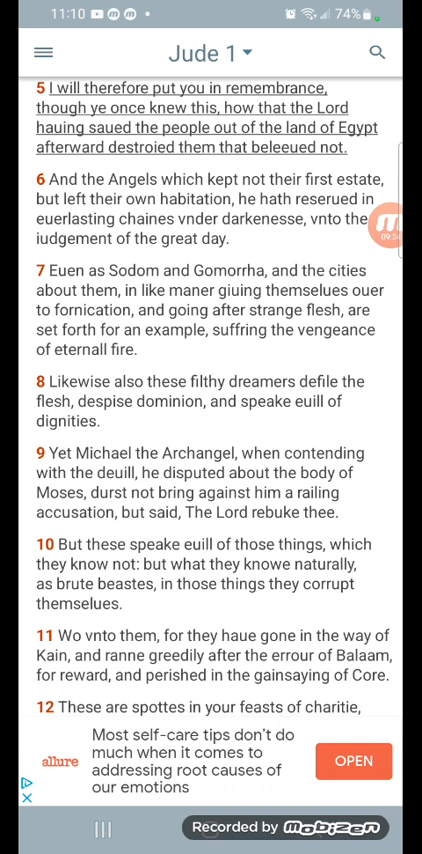 11:10
74%
Jude 1
5 I will therefore put you in remembrance,
though ye once knew this, how that the Lord
hauing saued the people out of the land of Egypt
afterward destroied them that beleeued not.
6 And the Angels which kept not their first estate,
but left their own habitation, he hath reserued in
euerlasting chaines vnder darkenesse, vnto the
iudgement of the great day.
7 Euen as Sodom and Gomorrha, and the cities
about them, in like maner giuing themselues ouer
to fornication, and going after strange flesh, are
set forth for an example, suffring the vengeance
of eternall fire.
8 Likewise also these filthy dreamers defile the
flesh, despise dominion, and speake euill of
dignities.
9 Yet Michael the Archangel, when contending
with the deuill, he disputed about the body of
Moses, durst not bring against him a railing
accusation, but said, The Lord rebuke thee.
10 But these speake euill of those things, which
they know not: but what they knowe naturally,
as brute beastes, in those things they corrupt
themselues.
11 Wo vnto them, for they haue gone in the way of
Kain, and ranne greedily after the errour of Balaam,
for reward, and perished in the gainsaying of Core.
12 These are spottes in your feasts of charitie,
allure
Most self-care tips don't do
much when it comes to
addressing root causes of
our emotions
OPEN
Recorded by mobizen